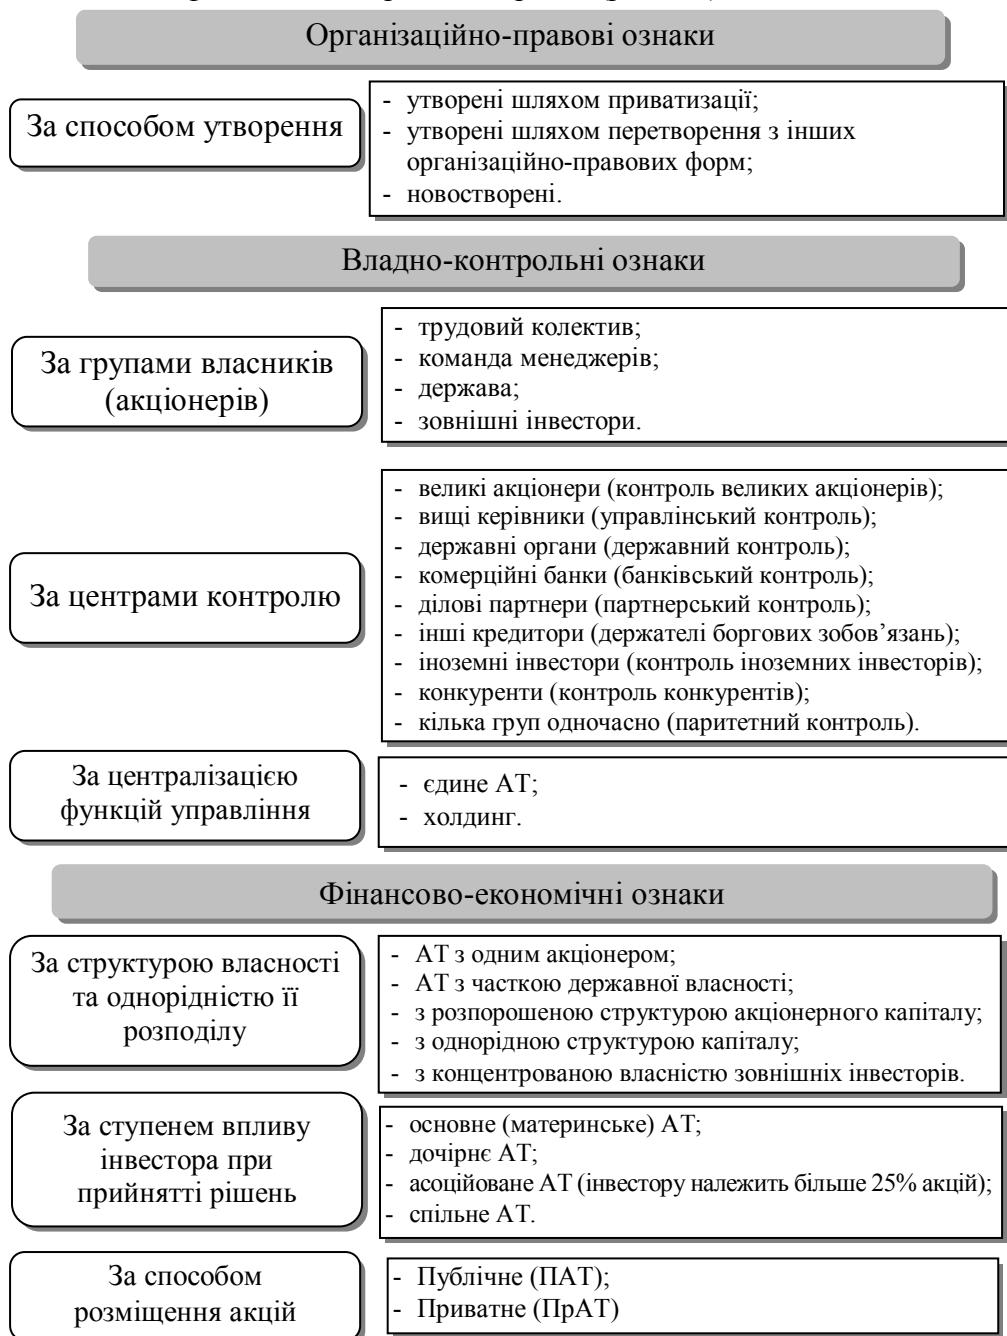 Організаційно-правові ознаки
За способом утворення
- утворені шляхом приватизації;
- утворені шляхом перетворення з інших
організаційно-правових форм;
- новостворені.
Владно-контрольні ознаки
За групами власників
(акціонерів)
- трудовий колектив;
- команда менеджерів;
- держава;
- зовнішні інвестори.
За центрами контролю
- великі акціонери (контроль великих акціонерів);
- вищі керівники (управлінський контроль);
- державні органи (державний контроль);
- комерційні банки (банківський контроль);
- ділові партнери (партнерський контроль);
- інші кредитори (держателі боргових зобов’язань);
- іноземні інвестори (контроль іноземних інвесторів);
- конкуренти (контроль конкурентів);
- кілька груп одночасно (паритетний контроль).
За централізацією
функцій управління
- єдине АТ;
- холдинг.
Фінансово-економічні ознаки
За структурою власності
та однорідністю її
розподілу
- АТ з одним акціонером;
- АТ з часткою державної власності;
- з розпорошеною структурою акціонерного капіталу;
- з однорідною структурою капіталу;
- з концентрованою власністю зовнішніх інвесторів.
За ступенем впливу
інвестора при
прийнятті рішень
- основне (материнське) АТ;
- дочірнє АТ;
- асоційоване АТ (інвестору належить більше 25% акцій);
- спільне АТ.
За способом
розміщення акцій
- Публічне (ПАТ);
- Приватне (ПрАТ)